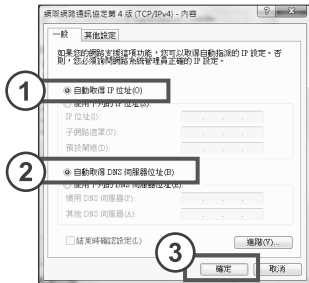 網際網路通訊協定第 4 版 (TCP/IPv4) - 內容
一般 其他設定
如果您的網路支援這項功能，您可以取得自動指派的 IP 設定。否
則，您必須詢問網路系統管理員正確的 IP 設定。
1
自動取得 IP 位址(O)
使用下列的 IP 位址(S):
IP 位址(I):
子網路遮罩(U):
預設閘道(D):
2
自動取得 DNS 伺服器位址(B)
使用下列的 DNS 伺服器位址(E):
慣用 DNS 伺服器(P):
其他 DNS 伺服器(A):
結束時確認設定(L)
進階(V)...
3
確定 取消